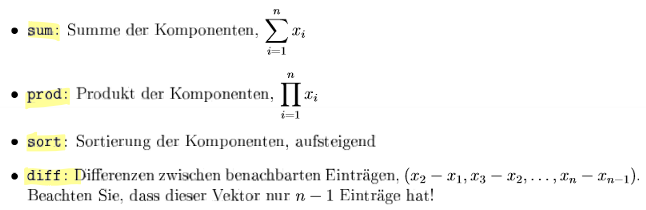 • sum: Summe der Komponenten, $\sum_{i=1}^{n} x_i$
• prod: Produkt der Komponenten, $\prod_{i=1}^{n} x_i$
• sort: Sortierung der Komponenten, aufsteigend
• diff: Differenzen zwischen benachbarten Einträgen, $(x_2 - x_1, x_3 - x_2, \ldots, x_n - x_{n-1})$.
Beachten Sie, dass dieser Vektor nur $n - 1$ Einträge hat!